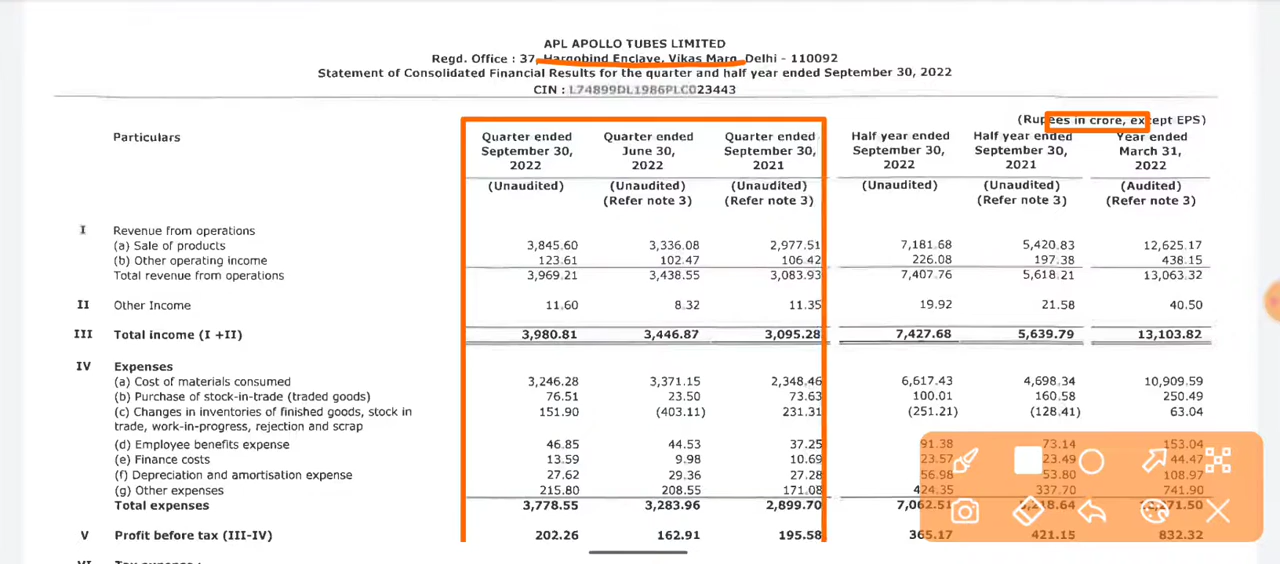 APL APOLLO TUBES LIMITED
Regd. Office : 37, Hargobind Enclave, Vikas Marg, Delhi - 110092
Statement of Consolidated Financial Results for the quarter and half year ended September 30, 2022
CIN : L74899DL1986PLC023443
(Rupees in crore, except EPS)
Particulars Quarter ended September 30, 2022 Quarter ended June 30, 2022 Quarter ended September 30, 2021 Half year ended September 30, 2022 Half year ended September 30, 2021 Year ended March 31, 2022
(Unaudited) (Unaudited) (Unaudited) (Unaudited) (Unaudited) (Audited)
(Refer note 3) (Refer note 3) (Refer note 3) (Refer note 3)
I Revenue from operations
(a) Sale of products 3,845.60 3,336.08 2,977.51 7,181.68 5,420.83 12,625.17
(b) Other operating income 123.61 102.47 106.42 226.08 197.38 438.15
Total revenue from operations 3,969.21 3,438.55 3,083.93 7,407.76 5,618.21 13,063.32
II Other Income 11.60 8.32 11.35 19.92 21.58 40.50
III Total income (I +II) 3,980.81 3,446.87 3,095.28 7,427.68 5,639.79 13,103.82
IV Expenses
(a) Cost of materials consumed 3,246.28 3,371.15 2,348.46 6,617.43 4,698.34 10,909.59
(b) Purchase of stock-in-trade (traded goods) 76.51 23.50 73.63 100.01 160.58 250.49
(c) Changes in inventories of finished goods, stock in 151.90 (403.11) 231.31 (251.21) (128.41) 63.04
trade, work-in-progress, rejection and scrap
(d) Employee benefits expense 46.85 44.53 37.25 91.38 73.14 153.04
(e) Finance costs 13.59 9.98 10.69 23.57 23.49 44.47
(f) Depreciation and amortisation expense 27.62 29.36 27.28 56.98 53.80 108.97
(g) Other expenses 215.80 208.55 171.08 424.35 337.70 741.90
Total expenses 3,778.55 3,283.96 2,899.70 7,062.51
V Profit before tax (III-IV) 202.26 162.91 195.58 365.17 421.15 832.32